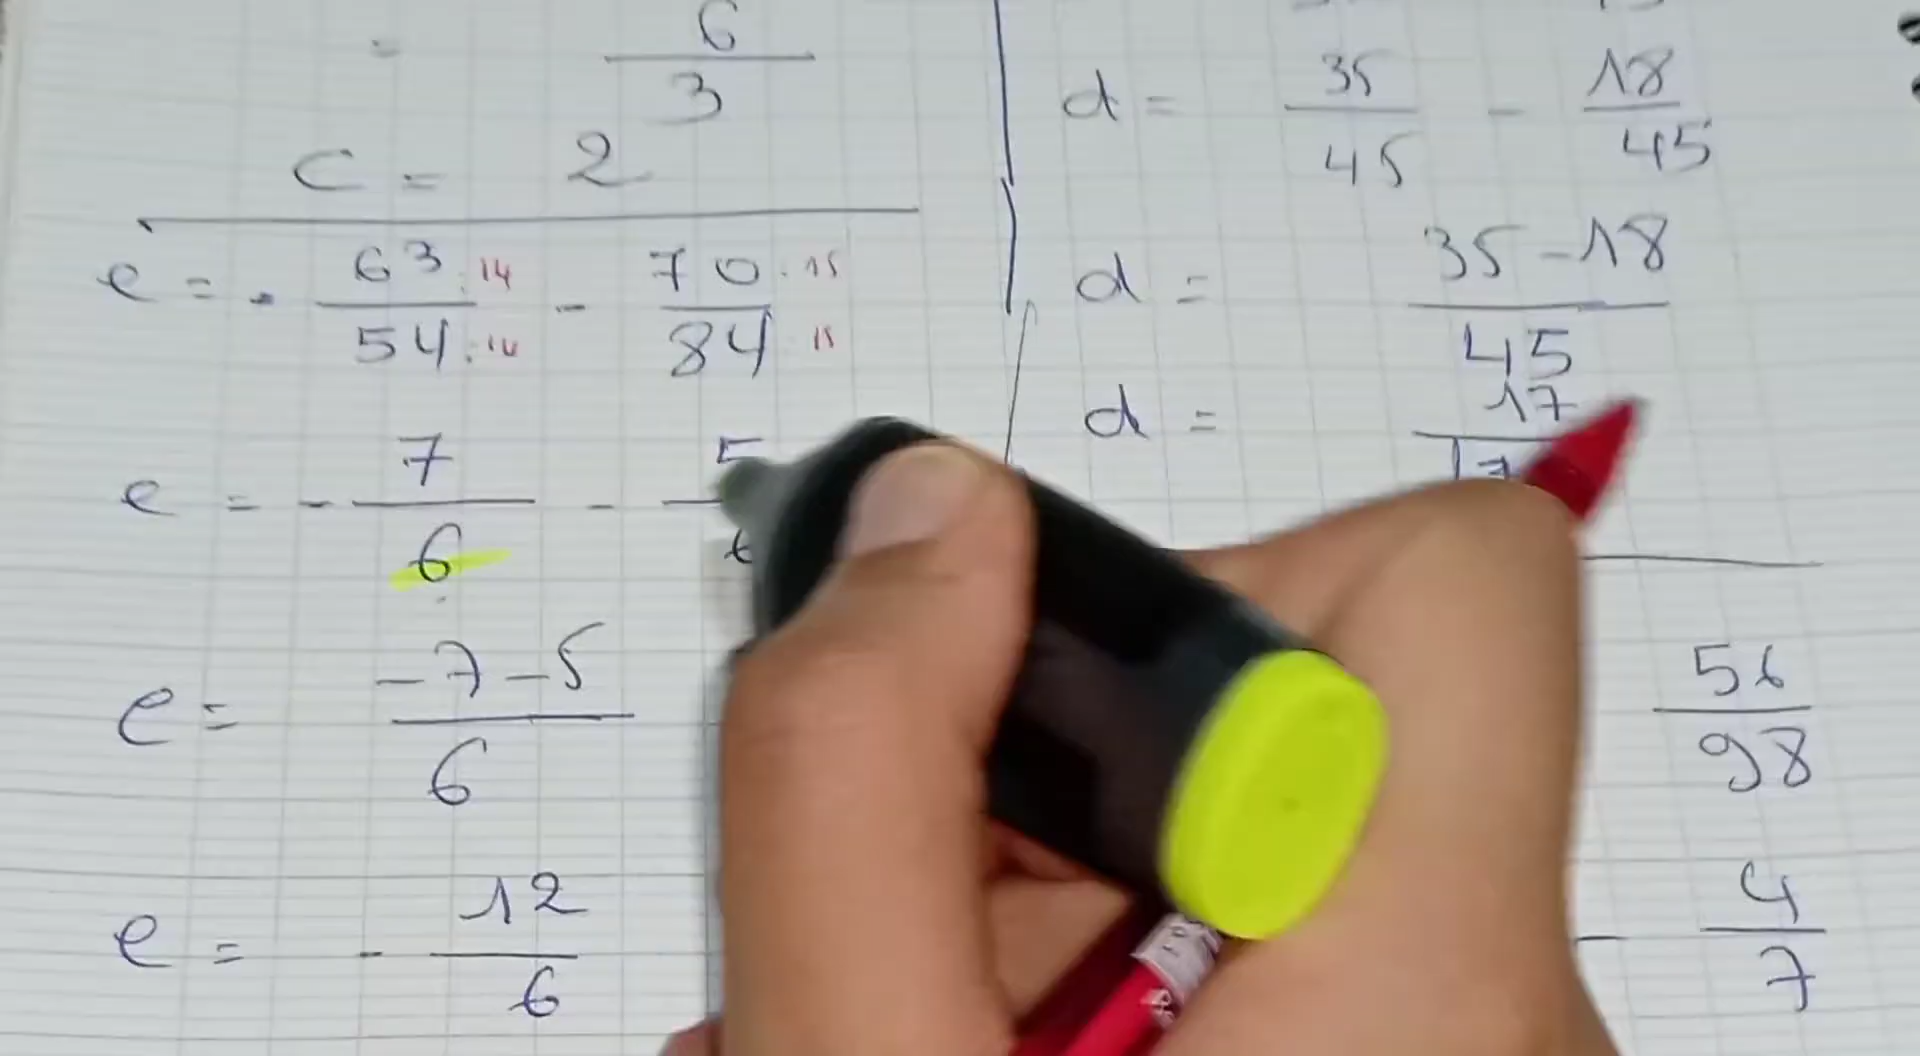 = 6/3
C = 2
e = - 63:14/54:14 - 70:15/84:15
e = - 7/6 - 5/6
e = -7-5/6
e = - 12/6
d = 35/45 - 18/45
d = 35-18/45
d = 17
56/98
- 4/7